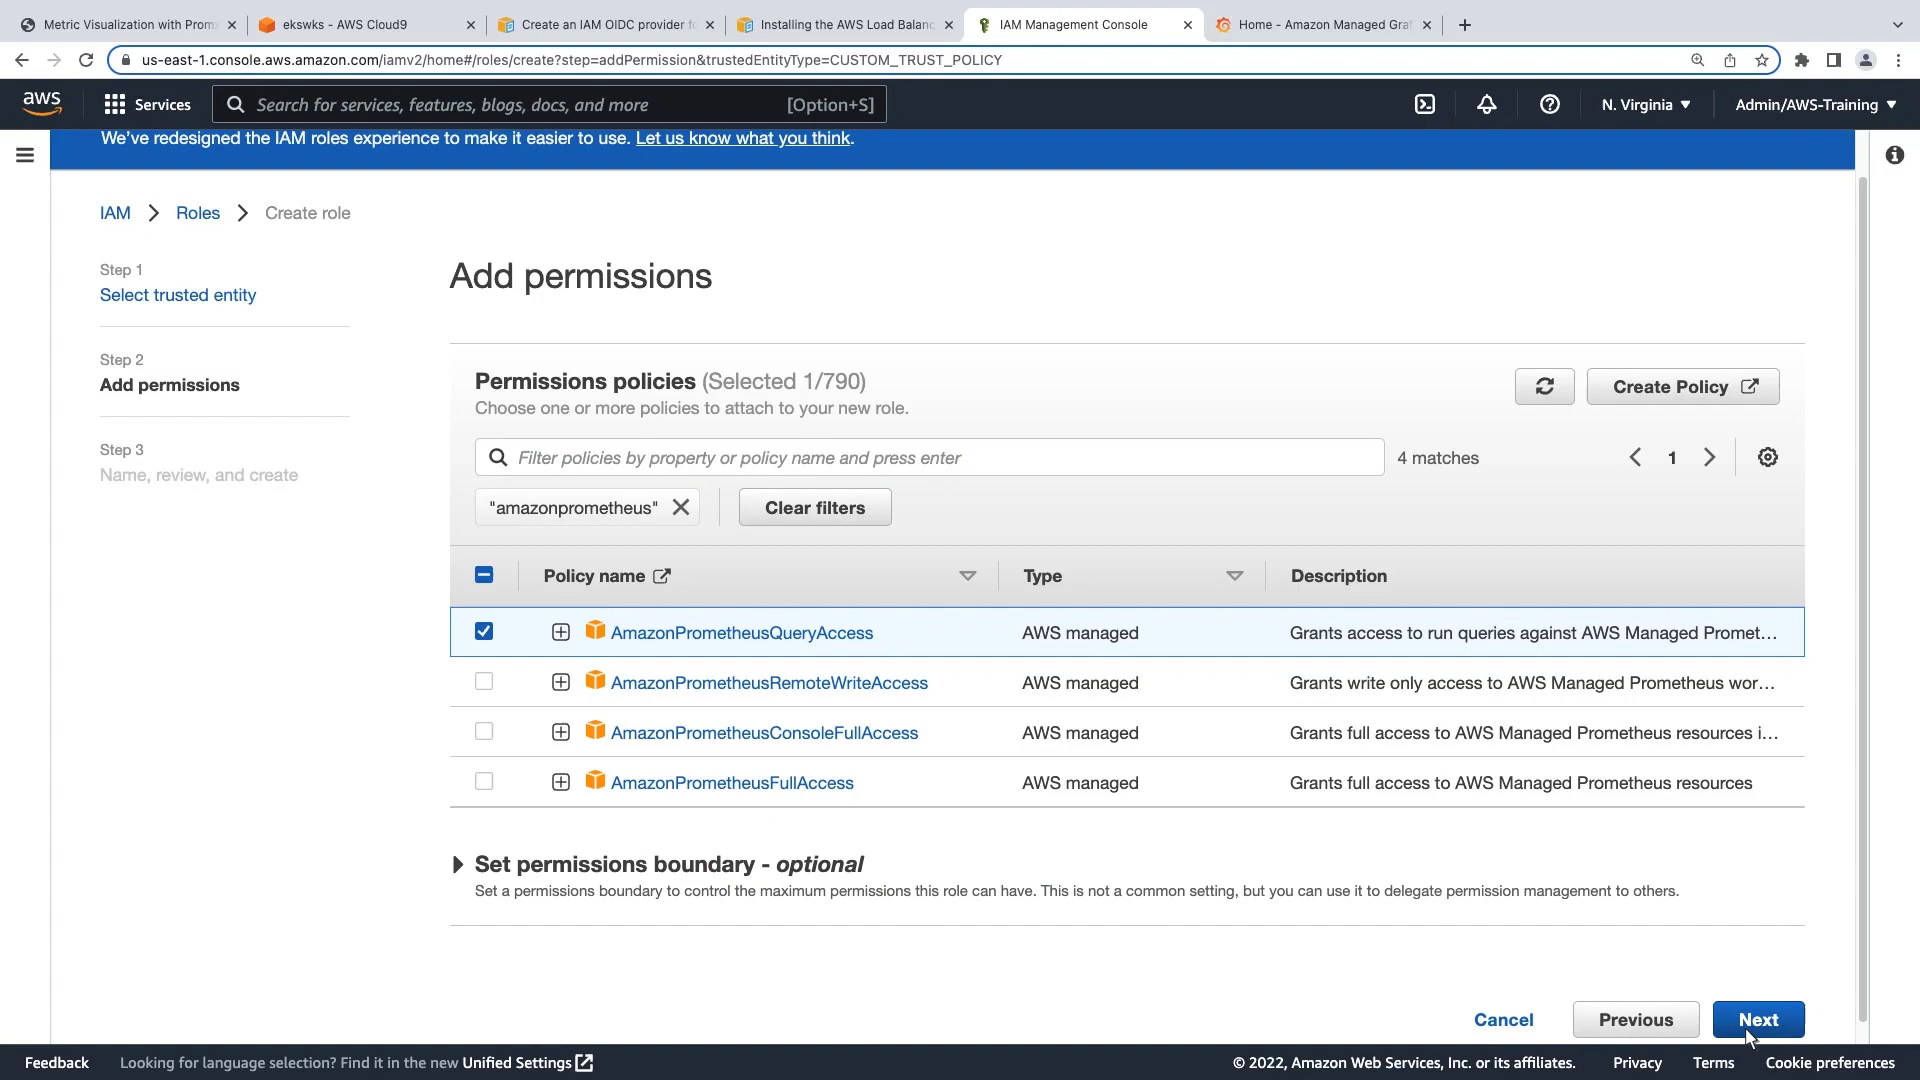 Metric Visualization with Prom
ekswks - AWS Cloud9
Create an IAM OIDC provider fo
Installing the AWS Load Balanc
IAM Management Console
Home - Amazon Managed Graf
us-east-1.console.aws.amazon.com/iamv2/home#/roles/create?step=addPermission&trustedEntityType=CUSTOM_TRUST_POLICY
aws
Services
Search for services, features, blogs, docs, and more
[Option+S]
N. Virginia
Admin/AWS-Training
We've redesigned the IAM roles experience to make it easier to use. Let us know what you think.
IAM
Roles
Create role
Step 1
Select trusted entity
Step 2
Add permissions
Step 3
Name, review, and create
Add permissions
Permissions policies (Selected 1/790)
Choose one or more policies to attach to your new role.
Create Policy
Filter policies by property or policy name and press enter
4 matches
1
"amazonprometheus"
Clear filters
Policy name
Type
Description
AmazonPrometheusQueryAccess
AWS managed
Grants access to run queries against AWS Managed Promet...
AmazonPrometheusRemoteWriteAccess
AWS managed
Grants write only access to AWS Managed Prometheus wor...
AmazonPrometheusConsoleFullAccess
AWS managed
Grants full access to AWS Managed Prometheus resources i...
AmazonPrometheusFullAccess
AWS managed
Grants full access to AWS Managed Prometheus resources
Set permissions boundary - optional
Set a permissions boundary to control the maximum permissions this role can have. This is not a common setting, but you can use it to delegate permission management to others.
Cancel
Previous
Next
Feedback
Looking for language selection? Find it in the new Unified Settings
© 2022, Amazon Web Services, Inc. or its affiliates.
Privacy
Terms
Cookie preferences